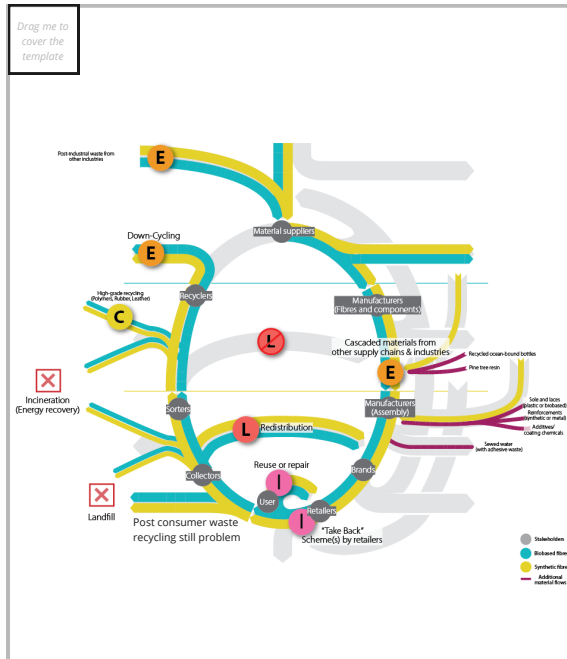 Drag me to
cover the
template
Post-industrial waste from
other industries
E
Material suppliers
Down-Cycling
E
Recyclers
High-grade recycling
(Polymers, Rubber, Leather)
C
Manufacturers
(Fibres and components)
L
Cascaded materials from
other supply chains & industries
E
Recycled ocean-bound bottles
Pine tree resin
Incineration
(Energy recovery)
Sorters
Manufacturers
(Assembly)
Sole and laces
(plastic or biobased)
Reinforcements
(synthetic or metal)
Additives/
coating chemicals
L
Redistribution
Sewed water
(with adhesive waste)
Reuse or repair
Brands
Collectors
I
User
Retailers
I
Landfill
Post consumer waste
recycling still problem
"Take Back"
Scheme(s) by retailers
Stakeholders
Biobased fibre
Synthetic fibre
Additional
material flows